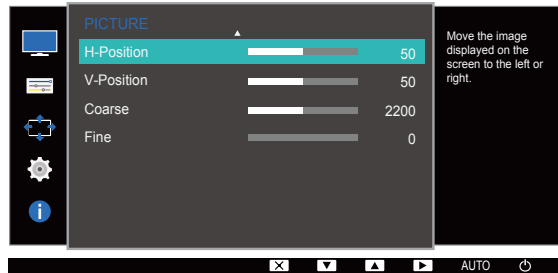 PICTURE
H-Position 50
V-Position 50
Coarse 2200
Fine 0
Move the image
displayed on the
screen to the left or
right.
AUTO